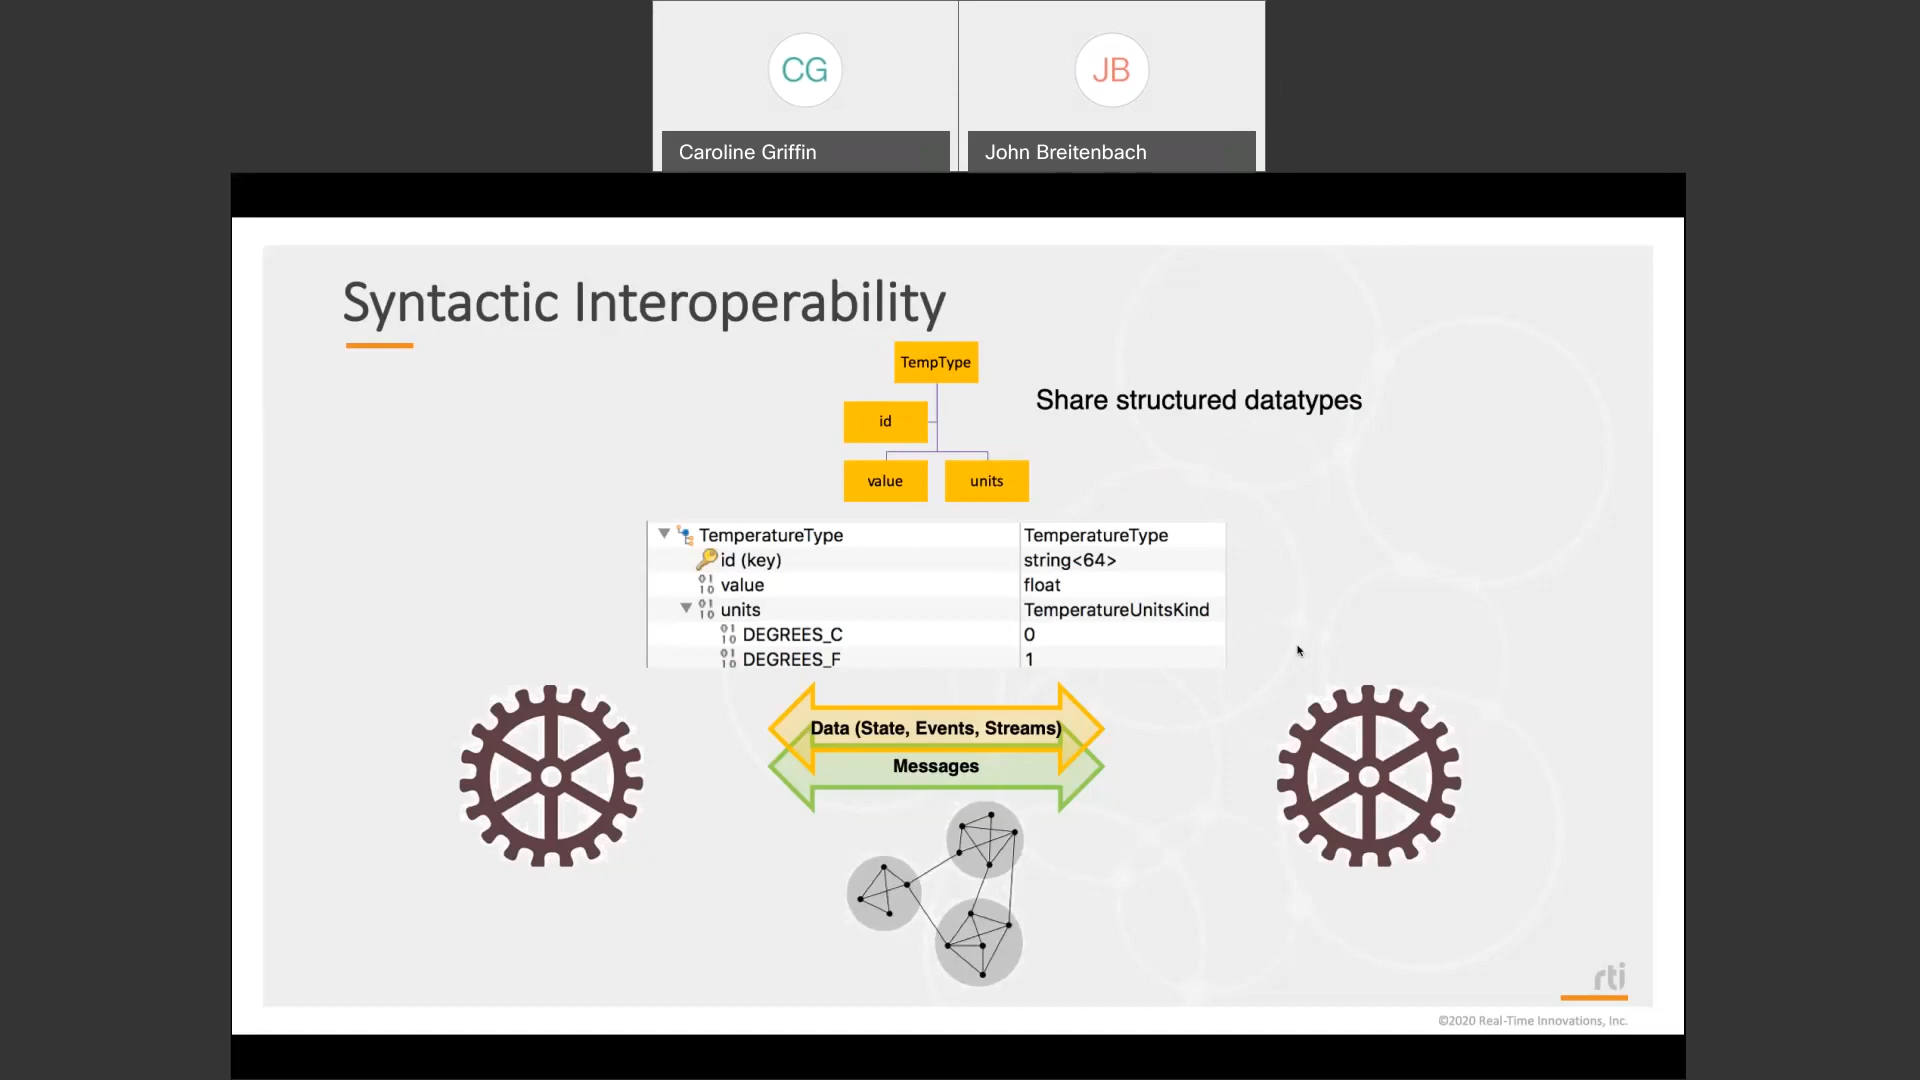 CG
JB
Caroline Griffin
John Breitenbach
Syntactic Interoperability
TempType
Share structured datatypes
id
value
units
TemperatureType TemperatureType
id (key) string<64>
value float
units TemperatureUnitsKind
DEGREES_C 0
DEGREES_F 1
Data (State, Events, Streams)
Messages
rti
©2020 Real-Time Innovations, Inc.